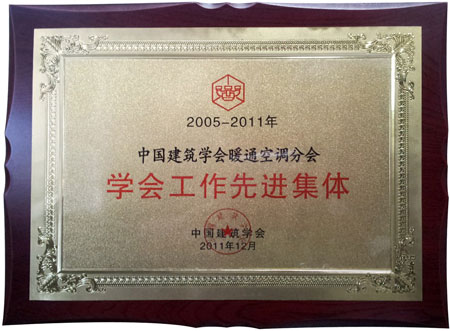 2005-2011年
中国建筑学会暖通空调分会
学会工作先进集体
中国建筑学会
2011年12月